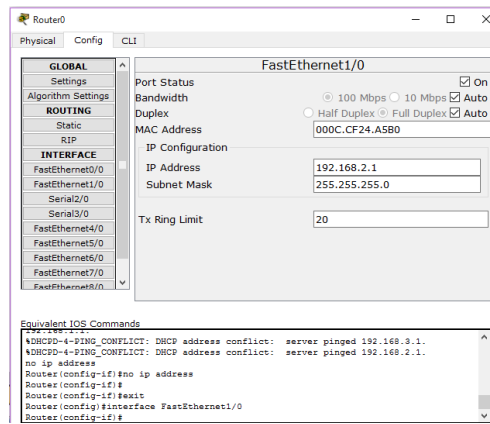 Router0
Physical Config CLI
GLOBAL
Settings
Algorithm Settings
ROUTING
Static
RIP
INTERFACE
FastEthernet0/0
FastEthernet1/0
Serial2/0
Serial3/0
FastEthernet4/0
FastEthernet5/0
FastEthernet6/0
FastEthernet7/0
FastEthernet8/0
FastEthernet1/0
Port Status On
Bandwidth 100 Mbps 10 Mbps Auto
Duplex Half Duplex Full Duplex Auto
MAC Address 000C.CF24.A5B0
IP Configuration
IP Address 192.168.2.1
Subnet Mask 255.255.255.0
Tx Ring Limit 20
Equivalent IOS Commands
192.168.1.1.
%DHCPD-4-PING_CONFLICT: DHCP address conflict: server pinged 192.168.3.1.
%DHCPD-4-PING_CONFLICT: DHCP address conflict: server pinged 192.168.2.1.
no ip address
Router(config-if)#no ip address
Router(config-if)#
Router(config-if)#exit
Router(config)#interface FastEthernet1/0
Router(config-if)#